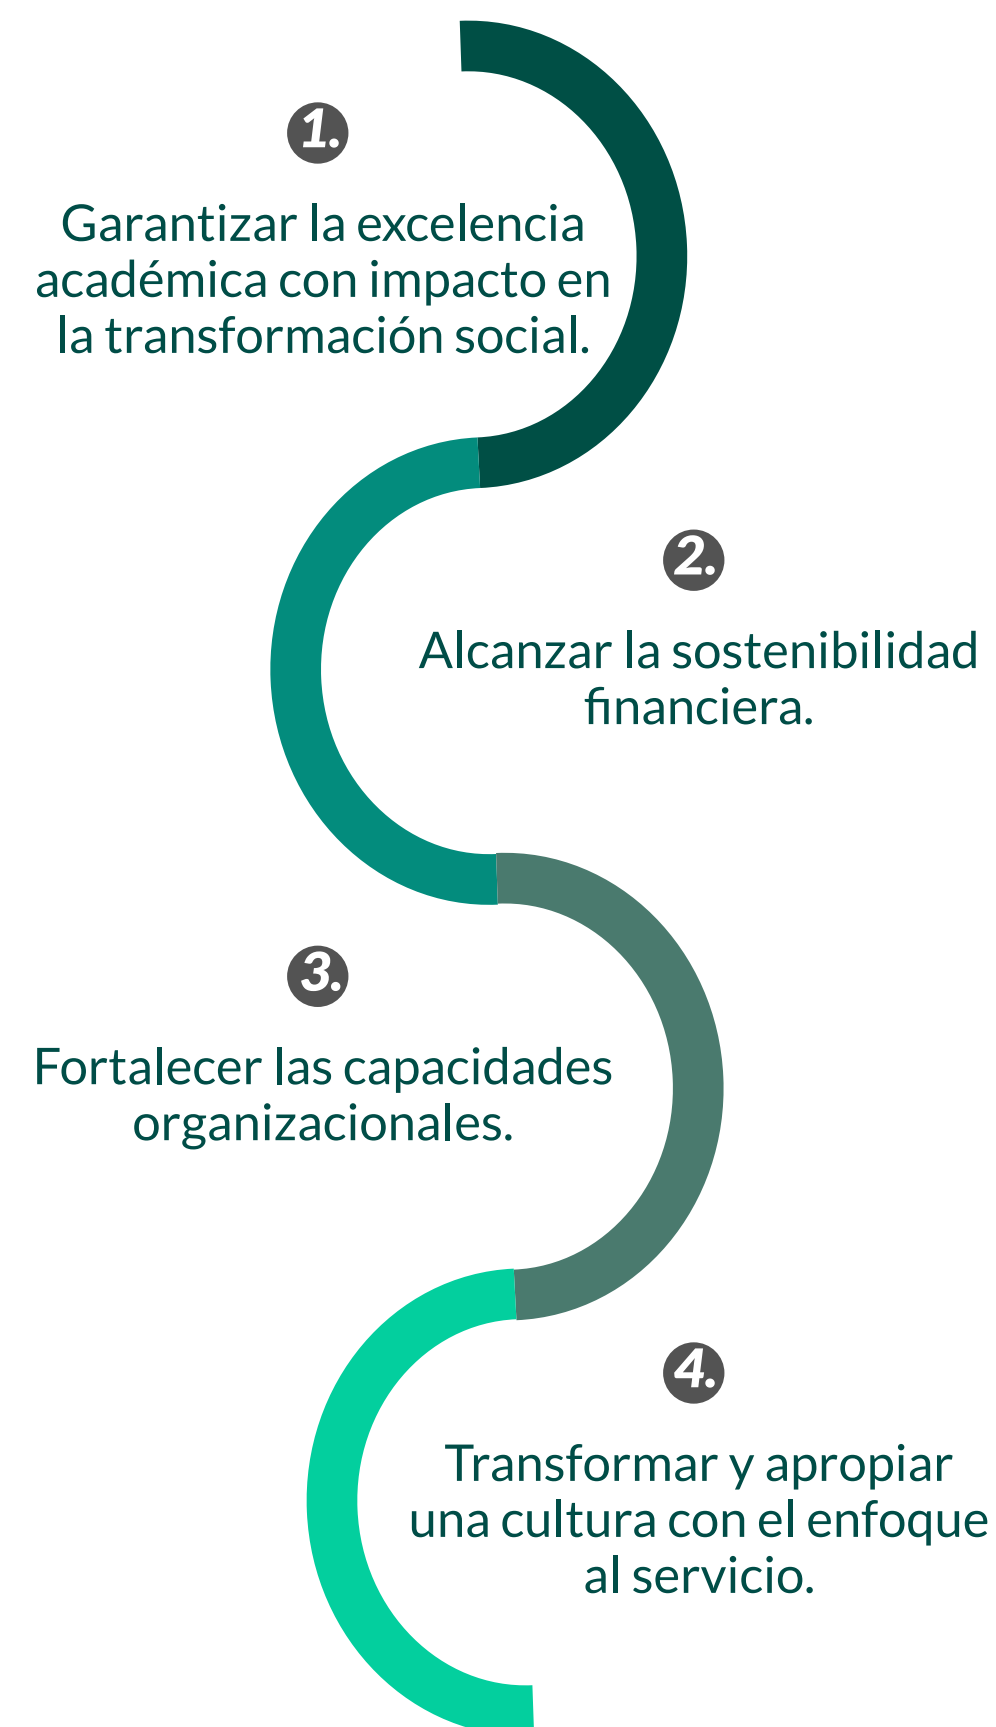 1.
Garantizar la excelencia
académica con impacto en
la transformación social.
2.
Alcanzar la sostenibilidad
financiera.
3.
Fortalecer las capacidades
organizacionales.
4.
Transformar y apropiar
una cultura con el enfoque
al servicio.